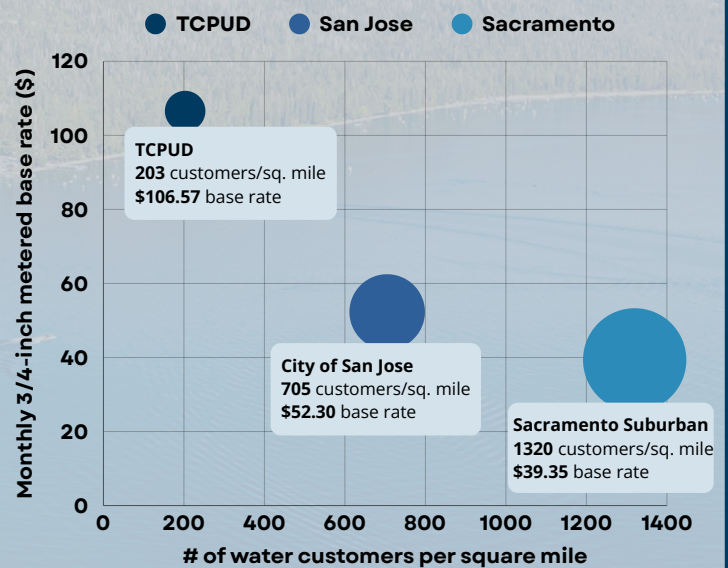 TCPUD San Jose Sacramento
Monthly 3/4-inch metered base rate ($)
120
100
80
60
40
20
0
TCPUD
203 customers/sq. mile
$106.57 base rate
City of San Jose
705 customers/sq. mile
$52.30 base rate
Sacramento Suburban
1320 customers/sq. mile
$39.35 base rate
0 200 400 600 800 1000 1200 1400
# of water customers per square mile